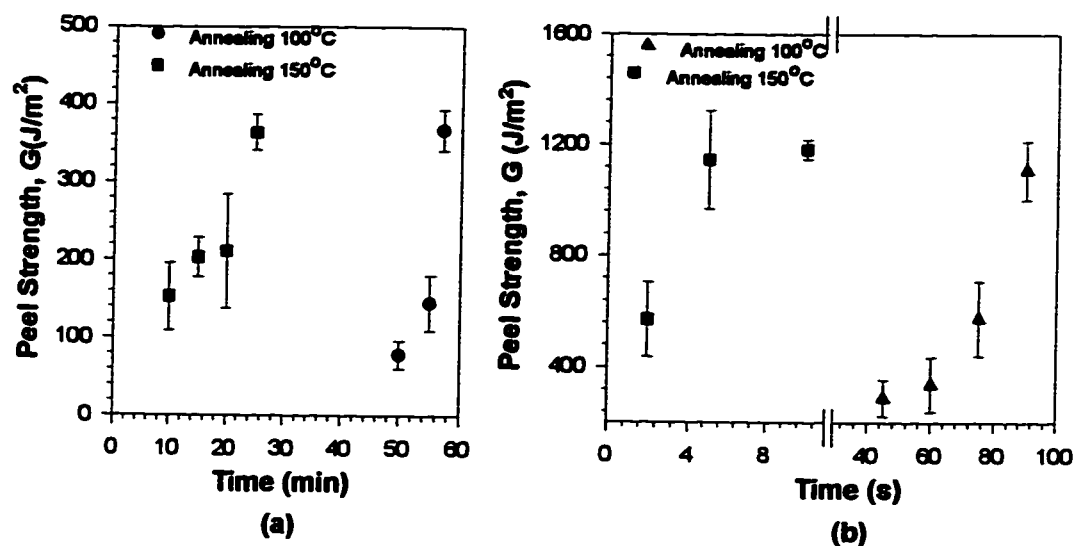 500
400
300
200
100
0
Peel Strength, G(J/m²)
Annealing 100°C
Annealing 150°C
0 10 20 30 40 50 60
Time (min)
(a)
1600
1200
800
400
Peel Strength, G (J/m²)
Annealing 100°C
Annealing 150°C
0 4 8 40 60 80 100
Time (s)
(b)